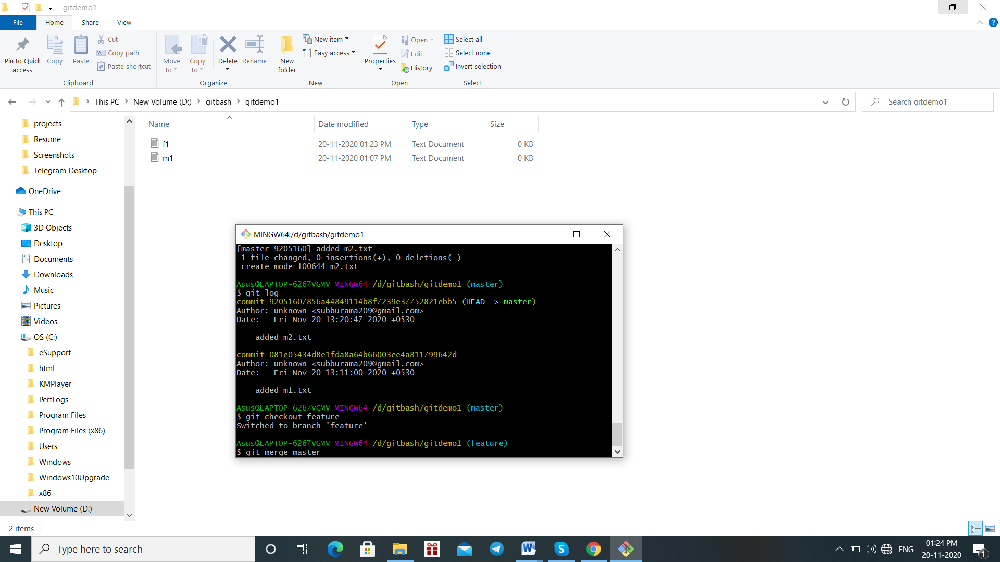 gitdemo1
File Home Share View
Pin to Quick access
Copy
Paste
Cut
Copy path
Paste shortcut
Clipboard
Move to
Copy to
Delete
Rename
Organize
New folder
New item
Easy access
New
Properties
Open
Edit
History
Open
Select all
Select none
Invert selection
Select
This PC > New Volume (D:) > gitbash > gitdemo1
Search gitdemo1
projects
Resume
Screenshots
Telegram Desktop
OneDrive
This PC
3D Objects
Desktop
Documents
Downloads
Music
Pictures
Videos
OS (C:)
eSupport
html
KMPlayer
PerfLogs
Program Files
Program Files (x86)
Users
Windows
Windows10Upgrade
x86
New Volume (D:)
Name Date modified Type Size
f1 20-11-2020 01:23 PM Text Document 0 KB
m1 20-11-2020 01:07 PM Text Document 0 KB
MINGW64:/d/gitbash/gitdemo1
[master 9205160] added m2.txt
1 file changed, 0 insertions(+), 0 deletions(-)
create mode 100644 m2.txt
Asus@LAPTOP-6267VGMV MINGW64 /d/gitbash/gitdemo1 (master)
$ git log
commit 92051607856a44849114b8f7239e37752821ebb5 (HEAD -> master)
Author: unknown <subburama209@gmail.com>
Date:   Fri Nov 20 13:20:47 2020 +0530
added m2.txt
commit 081e05434d8e1fda8a64b66003ee4a811799642d
Author: unknown <subburama209@gmail.com>
Date:   Fri Nov 20 13:11:00 2020 +0530
added m1.txt
Asus@LAPTOP-6267VGMV MINGW64 /d/gitbash/gitdemo1 (master)
$ git checkout feature
Switched to branch 'feature'
Asus@LAPTOP-6267VGMV MINGW64 /d/gitbash/gitdemo1 (feature)
$ git merge master
2 items
Type here to search
ENG
01:24 PM
20-11-2020
1